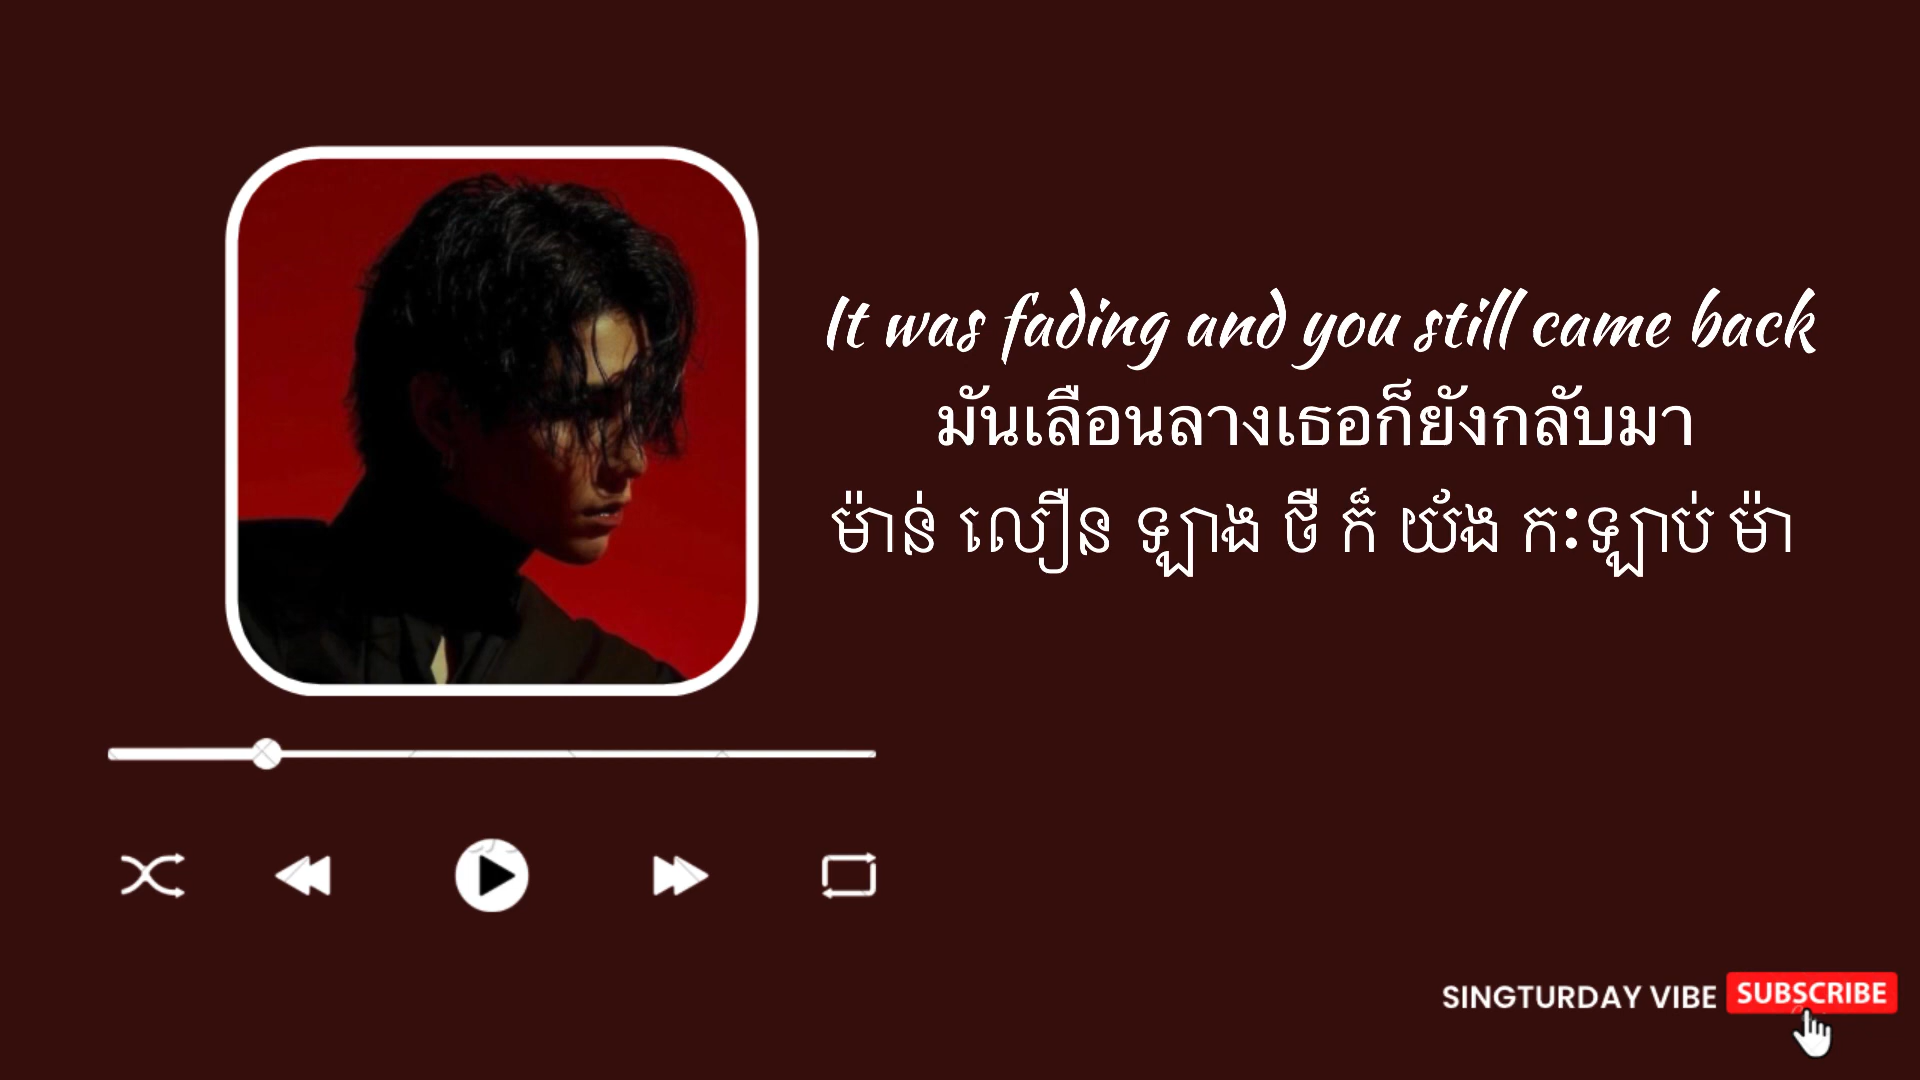 It was fading and you still came back
มันเลือนลางเธอก็ยังกลับมา
ម៉ាន់ លឿន ឡាង ថឺ ក៏ យ័ង កៈឡាប់ ម៉ា
SINGTURDAY VIBE SUBSCRIBE